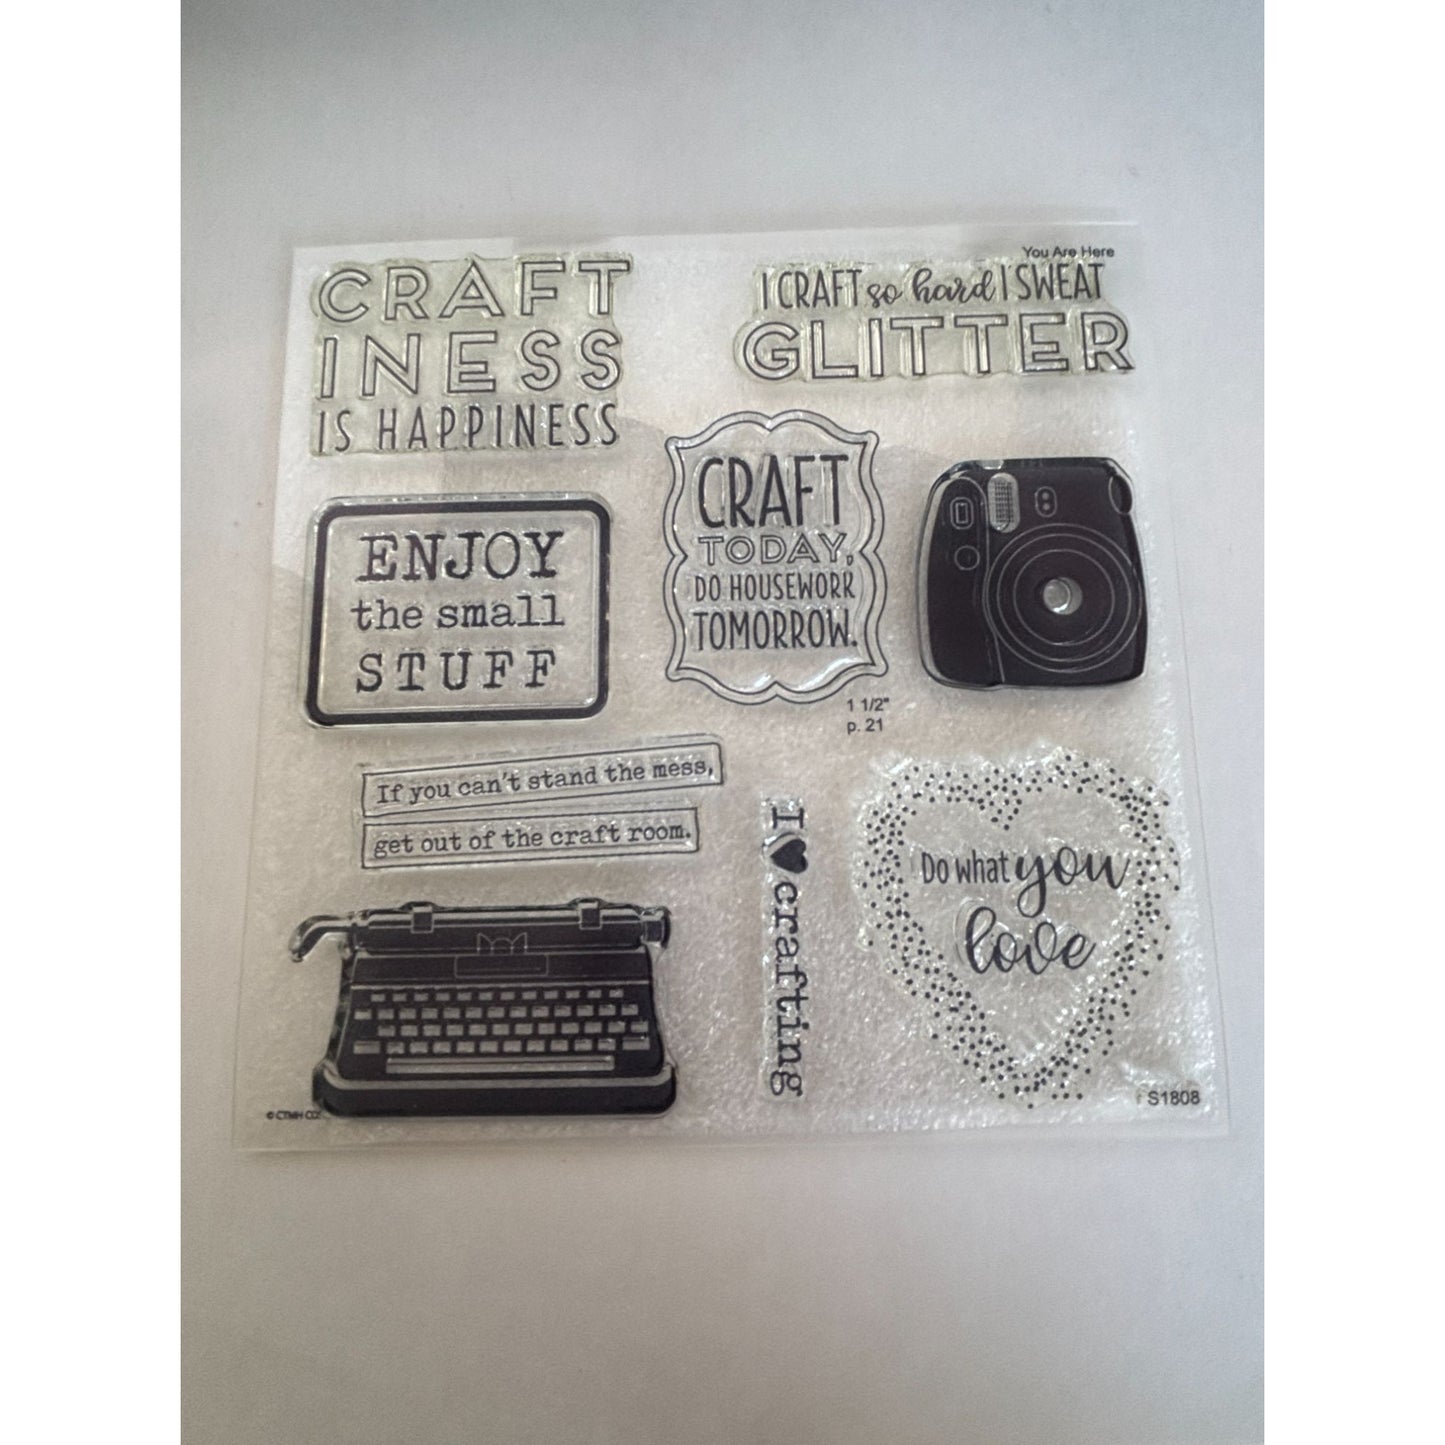 You Are Here
CRAFT
INESS
IS HAPPINESS
I CRAFT so hard I SWEAT
GLITTER
ENJOY
the small
STUFF
CRAFT
TODAY,
DO HOUSEWORK
TOMORROW.
1 1/2"
p. 21
If you can't stand the mess,
get out of the craft room.
I ♥ crafting
Do what you
love
© CTMH
S1808